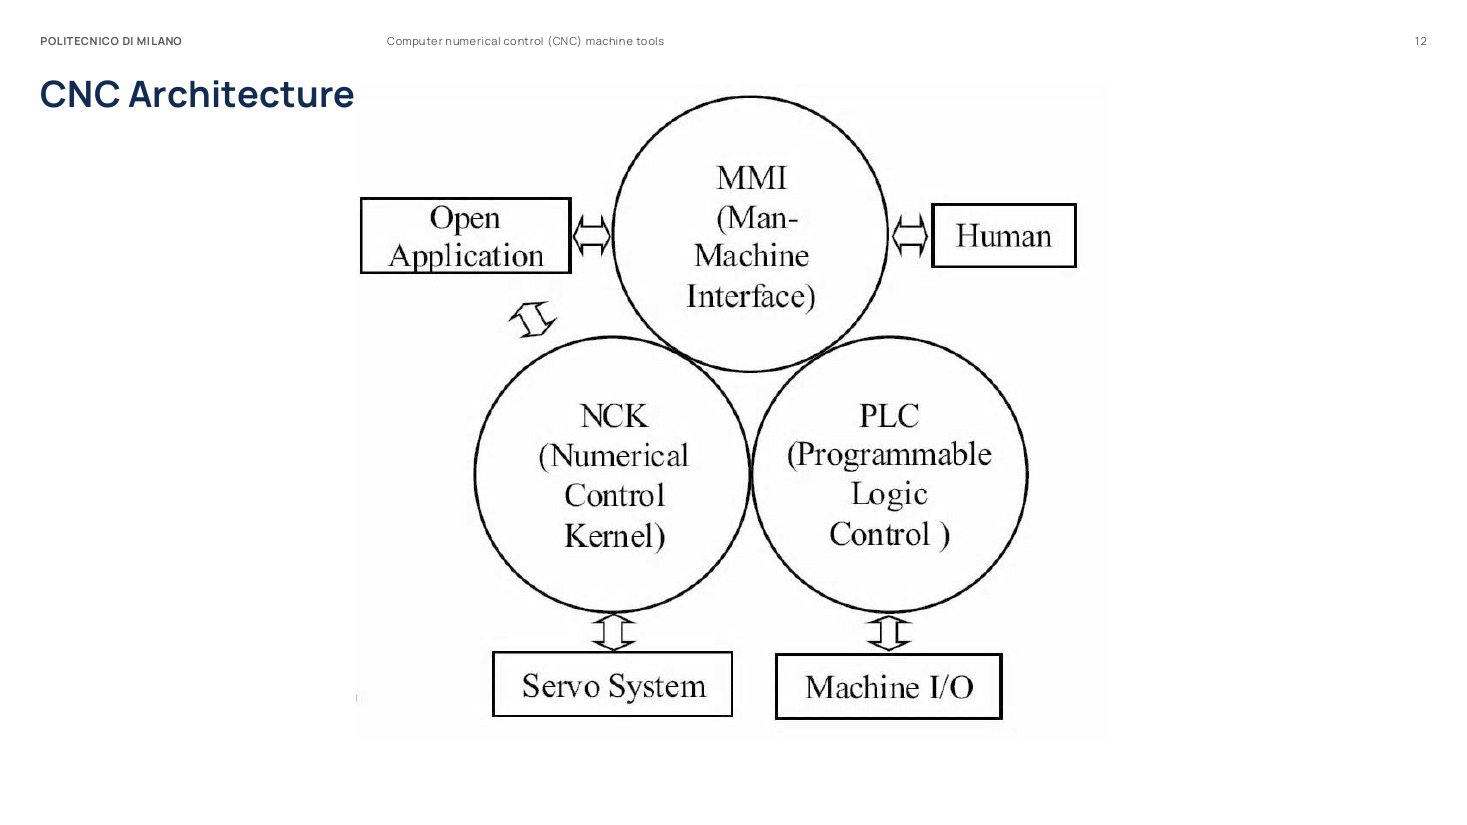 POLITECNICO DI MILANO
Computer numerical control (CNC) machine tools
12
CNC Architecture
MMI
(Man-
Machine
Interface)
Open
Application
Human
NCK
(Numerical
Control
Kernel)
PLC
(Programmable
Logic
Control )
Servo System
Machine I/O